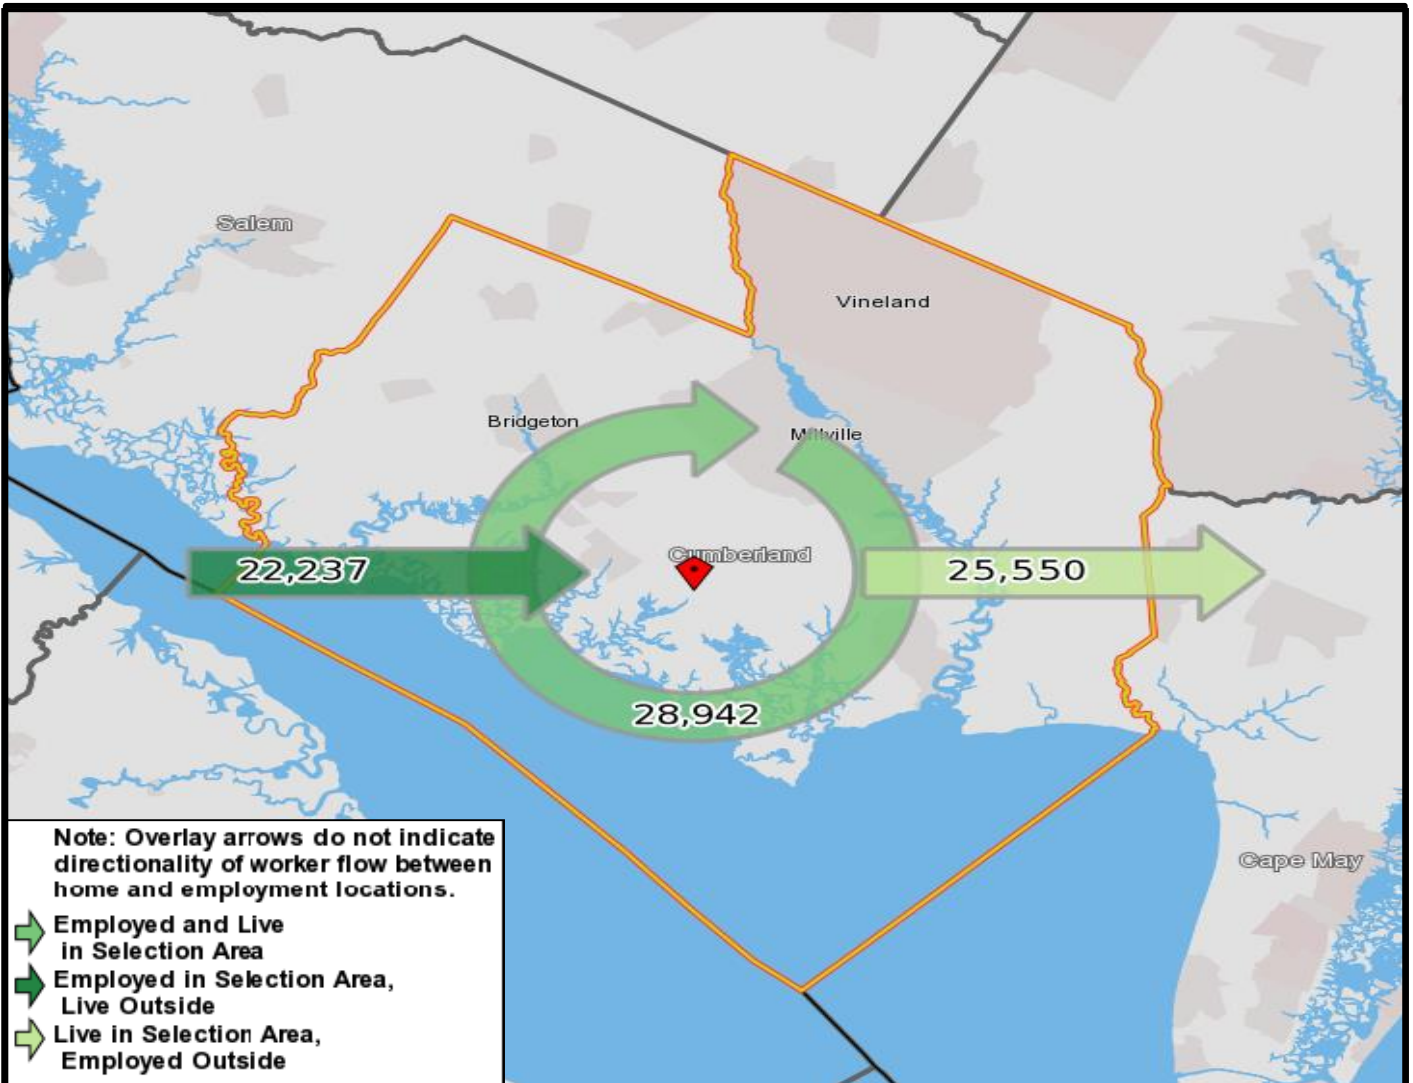 Salem
Vineland
Bridgeton
Millville
Cumberland
22,237
25,550
28,942
Cape May
Note: Overlay arrows do not indicate
directionality of worker flow between
home and employment locations.
Employed and Live
in Selection Area
Employed in Selection Area,
Live Outside
Live in Selection Area,
Employed Outside